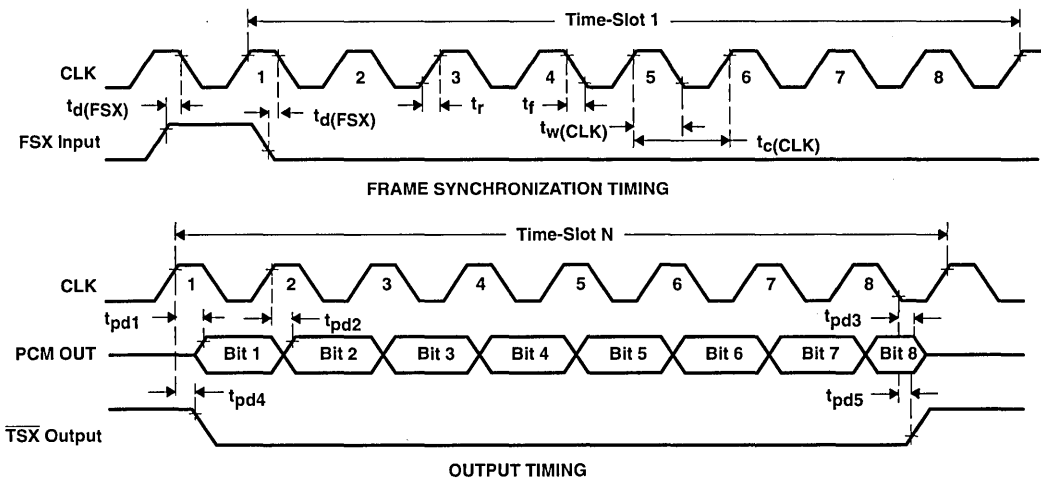 Time-Slot 1
CLK
1 2 3 4 5 6 7 8
td(FSX)
td(FSX)
tr
tf
tw(CLK)
tc(CLK)
FSX Input
FRAME SYNCHRONIZATION TIMING
Time-Slot N
CLK
1 2 3 4 5 6 7 8
tpd1
tpd2
tpd3
PCM OUT
Bit 1 Bit 2 Bit 3 Bit 4 Bit 5 Bit 6 Bit 7 Bit 8
tpd4
tpd5
TSX Output
OUTPUT TIMING